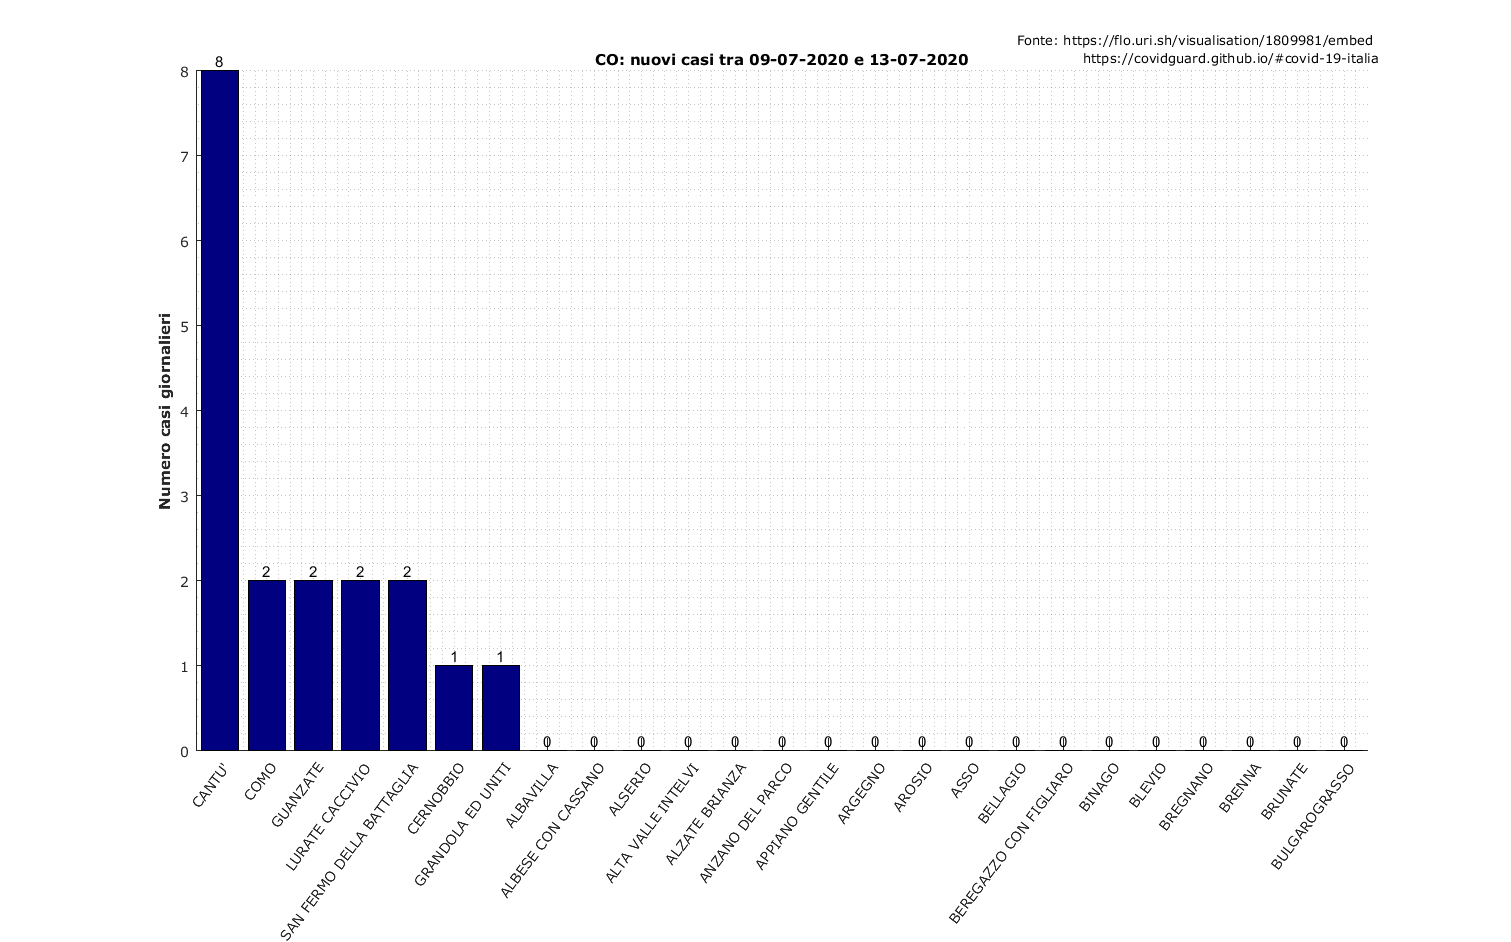 Fonte: https://flo.uri.sh/visualisation/1809981/embed
https://covidguard.github.io/#covid-19-italia
CO: nuovi casi tra 09-07-2020 e 13-07-2020
Numero casi giornalieri
8
7
6
5
4
3
2
1
0
8 2 2 2 2 1 1 0 0 0 0 0 0 0 0 0 0 0 0 0 0 0 0 0 0
CANTU'
COMO
GUANZATE
LURATE CACCIVIO
SAN FERMO DELLA BATTAGLIA
CERNOBBIO
GRANDOLA ED UNITI
ALBAVILLA
ALBESE CON CASSANO
ALSERIO
ALTA VALLE INTELVI
ALZATE BRIANZA
ANZANO DEL PARCO
APPIANO GENTILE
ARGEGNO
AROSIO
ASSO
BELLAGIO
BEREGAZZO CON FIGLIARO
BINAGO
BLEVIO
BREGNANO
BRENNA
BRUNATE
BULGAROGRASSO